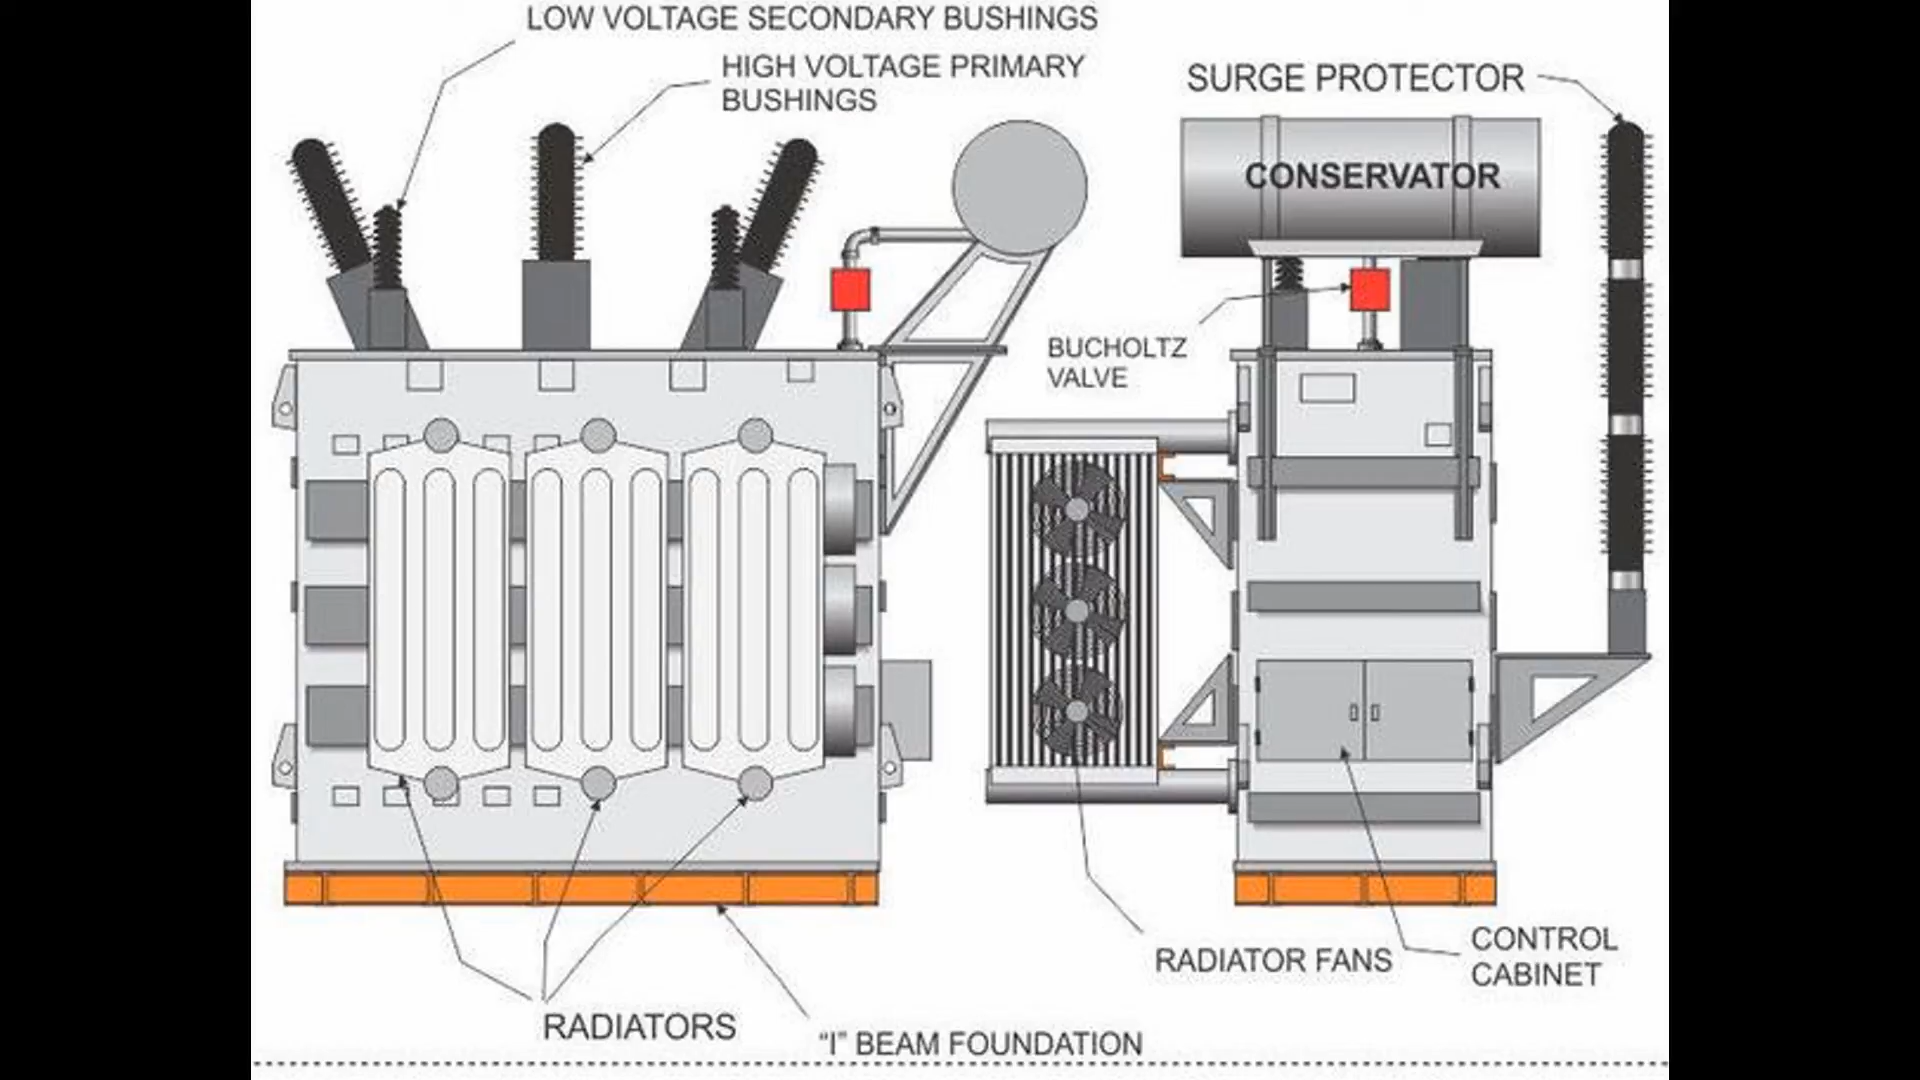 LOW VOLTAGE SECONDARY BUSHINGS
HIGH VOLTAGE PRIMARY
BUSHINGS
SURGE PROTECTOR
CONSERVATOR
BUCHOLTZ
VALVE
RADIATOR FANS
CONTROL
CABINET
RADIATORS
“I” BEAM FOUNDATION